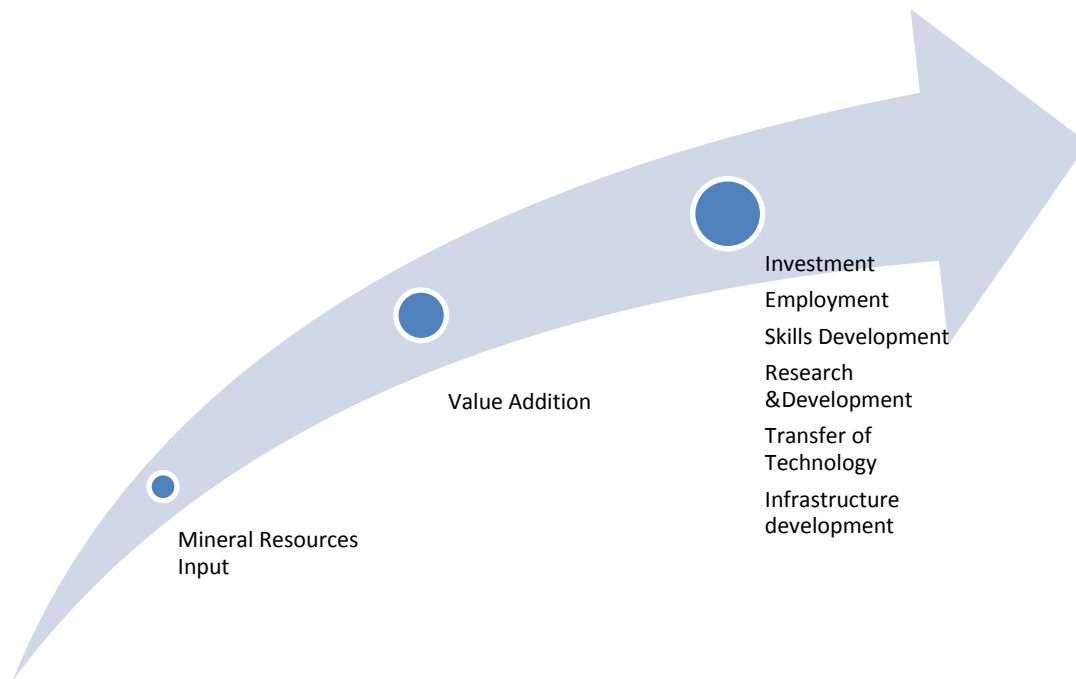 Investment
Employment
Skills Development
Research
&Development
Transfer of
Technology
Infrastructure
development
Value Addition
Mineral Resources
Input